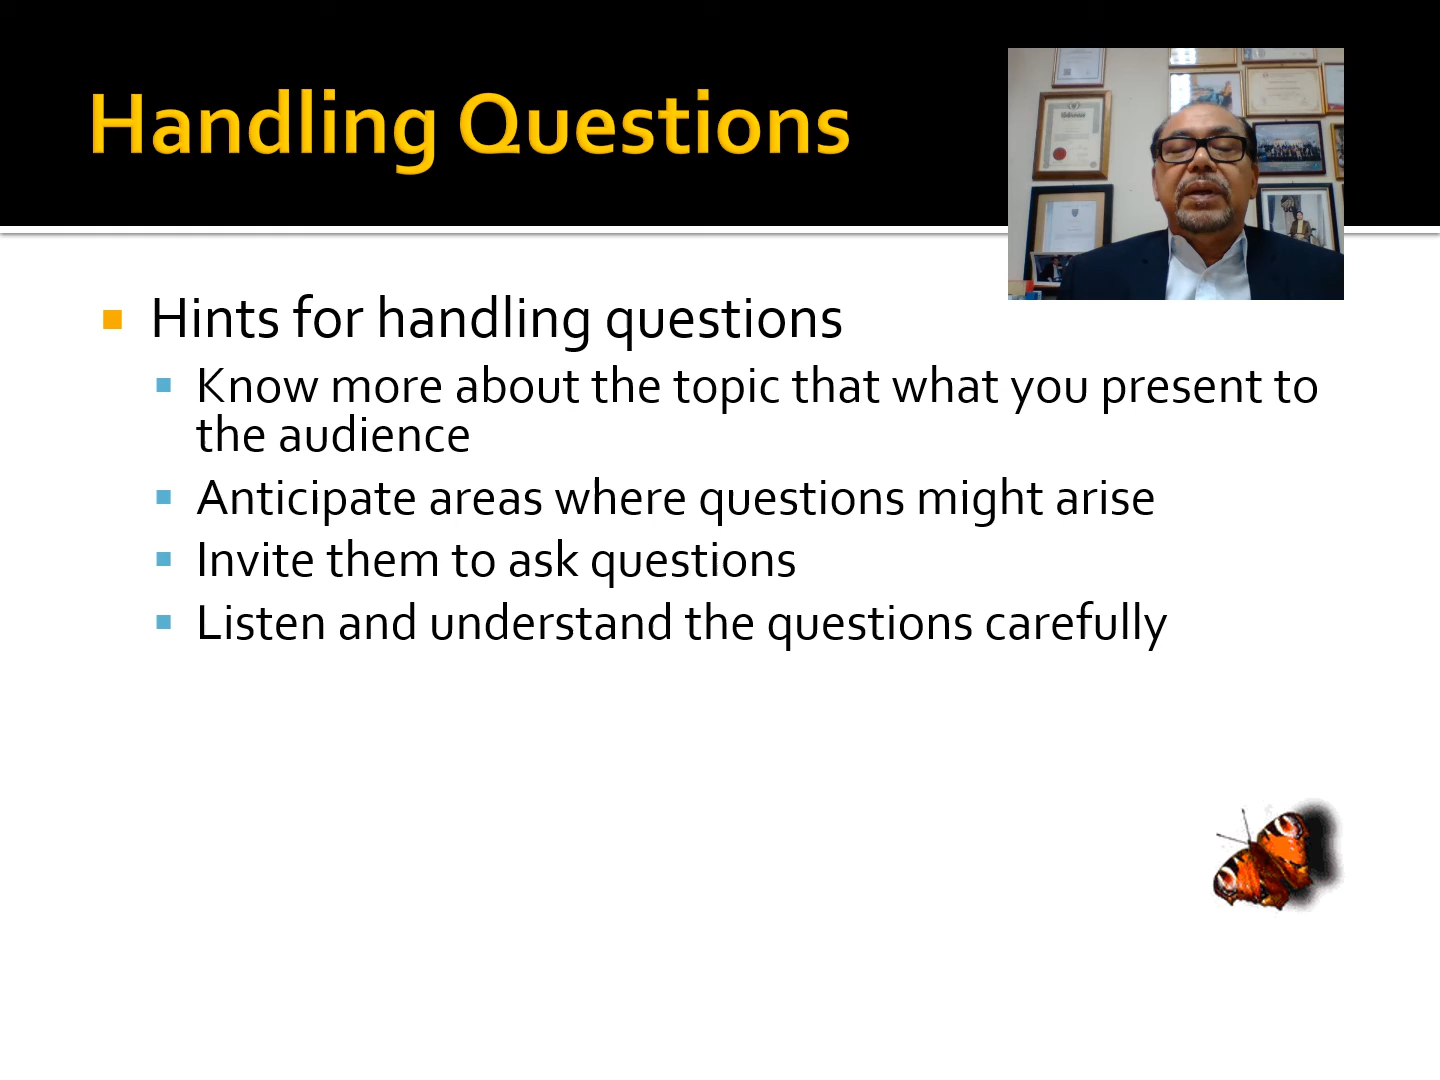 Handling Questions
Hints for handling questions
Know more about the topic that what you present to
the audience
Anticipate areas where questions might arise
Invite them to ask questions
Listen and understand the questions carefully